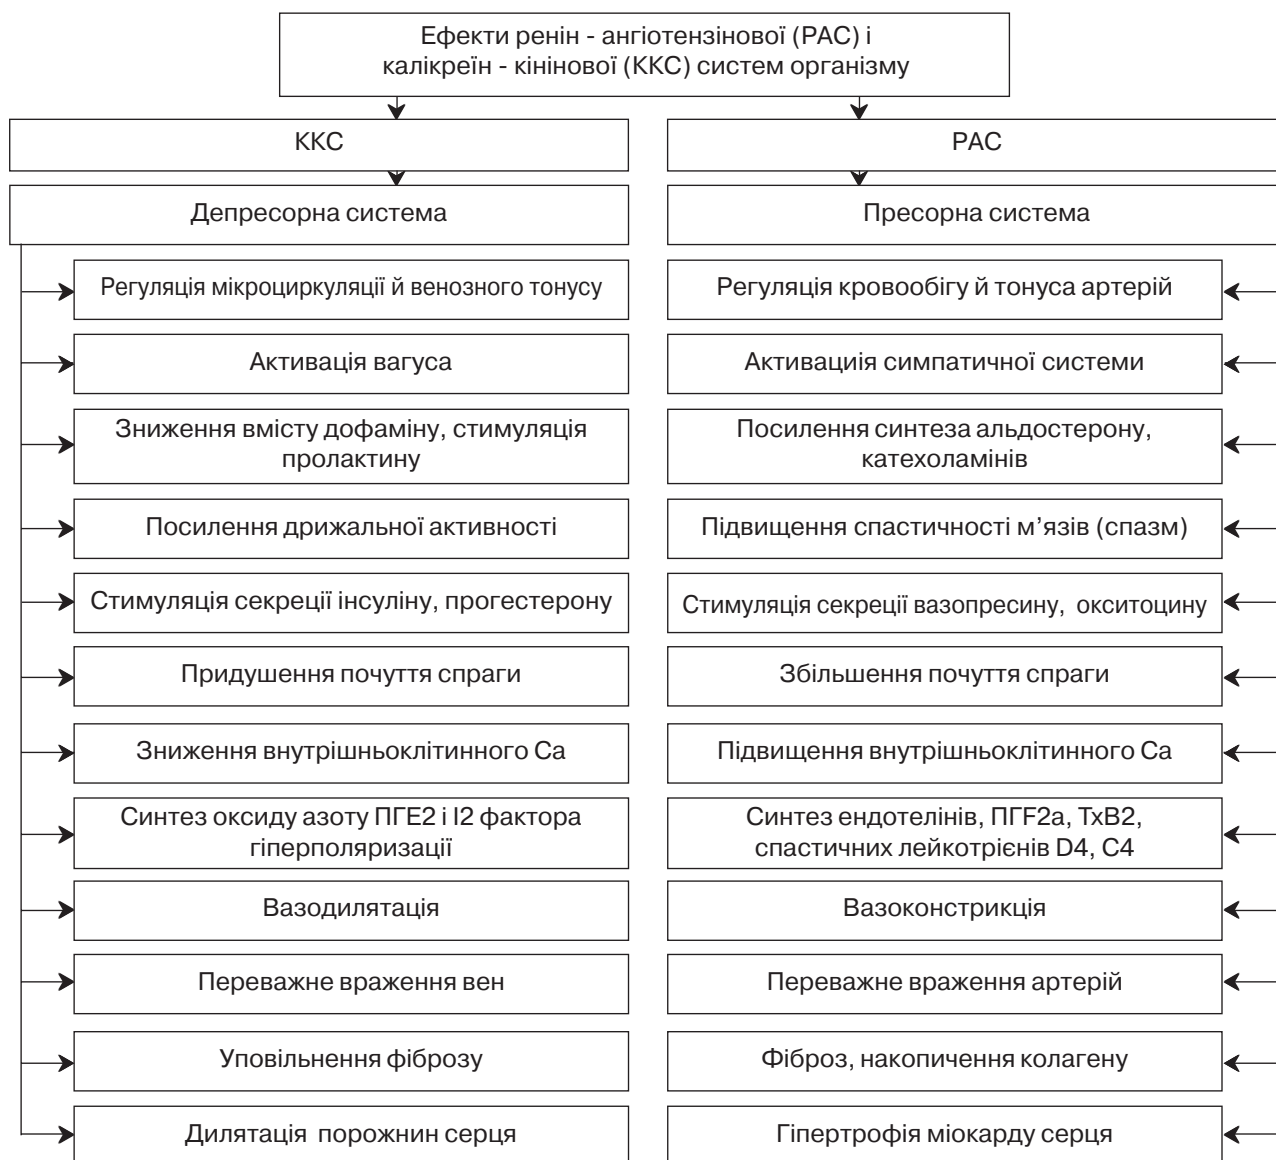 Ефекти ренін - ангіотензінової (РАС) і
калікреїн - кінінової (ККС) систем організму
ККС
РАС
Депресорна система
Пресорна система
Регуляція мікроциркуляції й венозного тонусу
Регуляція кровообігу й тонуса артерій
Активація вагуса
Активациія симпатичної системи
Зниження вмісту дофаміну, стимуляція
пролактину
Посилення синтеза альдостерону,
катехоламінів
Посилення дрижальної активності
Підвищення спастичності м’язів (спазм)
Стимуляція секреції інсуліну, прогестерону
Стимуляція секреції вазопресину, окситоцину
Придушення почуття спраги
Збільшення почуття спраги
Зниження внутрішньоклітинного Са
Підвищення внутрішньоклітинного Са
Синтез оксиду азоту ПГЕ2 і І2 фактора
гіперполяризації
Синтез ендотелінів, ПГF2a, TxB2,
спастичних лейкотрієнів D4, C4
Вазодилятація
Вазоконстрикція
Переважне враження вен
Переважне враження артерій
Уповільнення фіброзу
Фіброз, накопичення колагену
Дилятація порожнин серця
Гіпертрофія міокарду серця